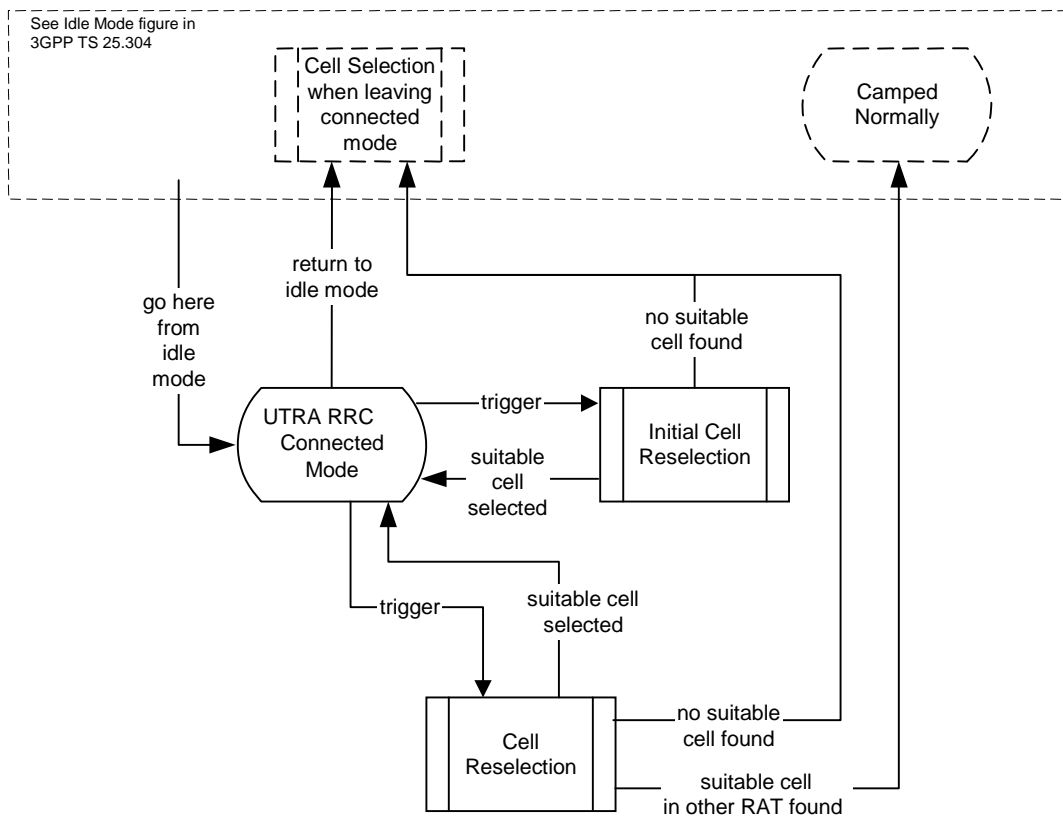 See Idle Mode figure in
3GPP TS 25.304
Cell Selection
when leaving
connected
mode
Camped
Normally
return to
idle mode
go here
from
idle
mode
no suitable
cell found
UTRA RRC
Connected
Mode
trigger
Initial Cell
Reselection
suitable
cell
selected
trigger
suitable cell
selected
Cell
Reselection
no suitable
cell found
suitable cell
in other RAT found